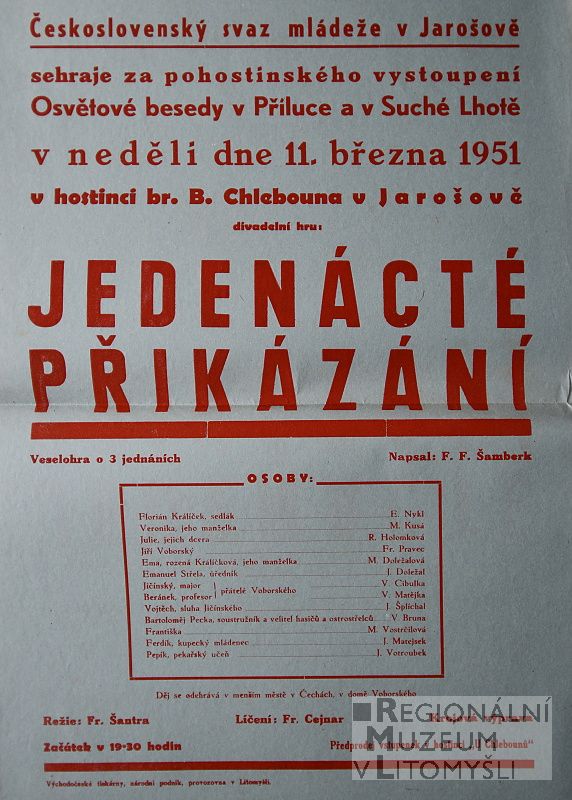 Československý svaz mládeže v Jarošově
sehraje za pohostinského vystoupení
Osvětové besedy v Příluce a v Suché Lhotě
v neděli dne 11. března 1951
v hostinci br. B. Chlebouna v Jarošově
divadelní hru:
JEDENÁCTÉ
PŘIKÁZÁNÍ
Veselohra o 3 jednáních Napsal: F. F. Šamberk
OSOBY:
Florián Králíček, sedlák E. Nykl
Veronika, jeho manželka M. Kusá
Julie, jejich dcera R. Holomková
Jiří Voborský Fr. Pravec
Ema, rozená Králíčková, jeho manželka M. Doležalová
Emanuel Střela, úředník J. Doležal
Jičínský, major V. Cibulka
přátelé Voborského
Beránek, profesor V. Matějka
Vojtěch, sluha Jičínského J. Šplíchal
Bartoloměj Pecka, soustružník a velitel hasičů a ostrostřelců V. Bruna
Františka M. Vostrčilová
Ferdik, kupecký mládenec J. Matejsek
Pepík, pekařský učeň J. Votroubek
Děj se odehrává v menším městě v Čechách, v domě Voborského
Režie: Fr. Šantra Líčení: Fr. Cejnar Krojová výprava
Začátek v 19·30 hodin Předprodej vstupenek v hostinci „U Chlebounů"
Východočeské tiskárny, národní podnik, provozovna v Litomyšli.
REGIONÁLNÍ
MUZEUM
V LITOMYŠLI